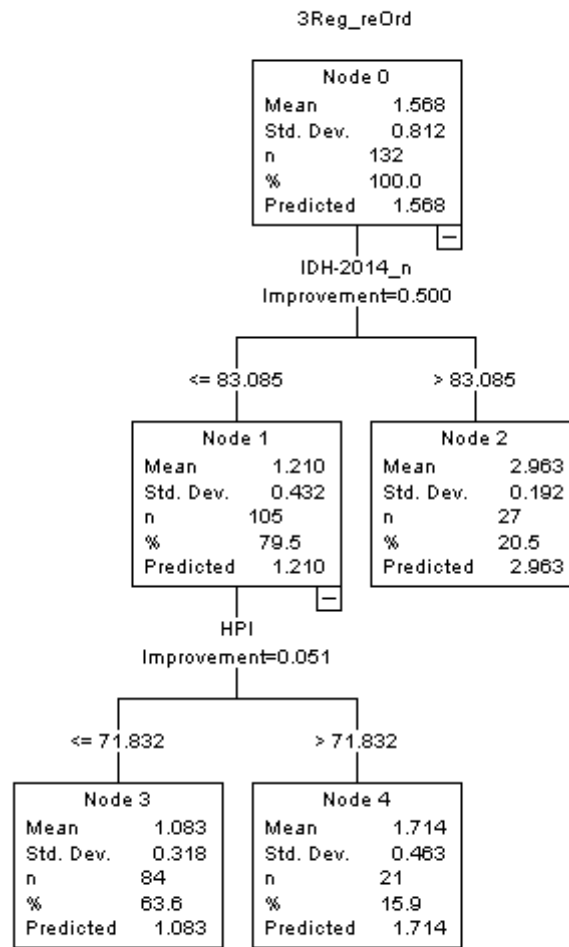 3Reg_reOrd
Node 0
Mean 1.568
Std. Dev. 0.812
n 132
% 100.0
Predicted 1.568
IDH-2014_n
Improvement=0.500
<= 83.085
> 83.085
Node 1
Mean 1.210
Std. Dev. 0.432
n 105
% 79.5
Predicted 1.210
Node 2
Mean 2.963
Std. Dev. 0.192
n 27
% 20.5
Predicted 2.963
HPI
Improvement=0.051
<= 71.832
> 71.832
Node 3
Mean 1.083
Std. Dev. 0.318
n 84
% 63.6
Predicted 1.083
Node 4
Mean 1.714
Std. Dev. 0.463
n 21
% 15.9
Predicted 1.714